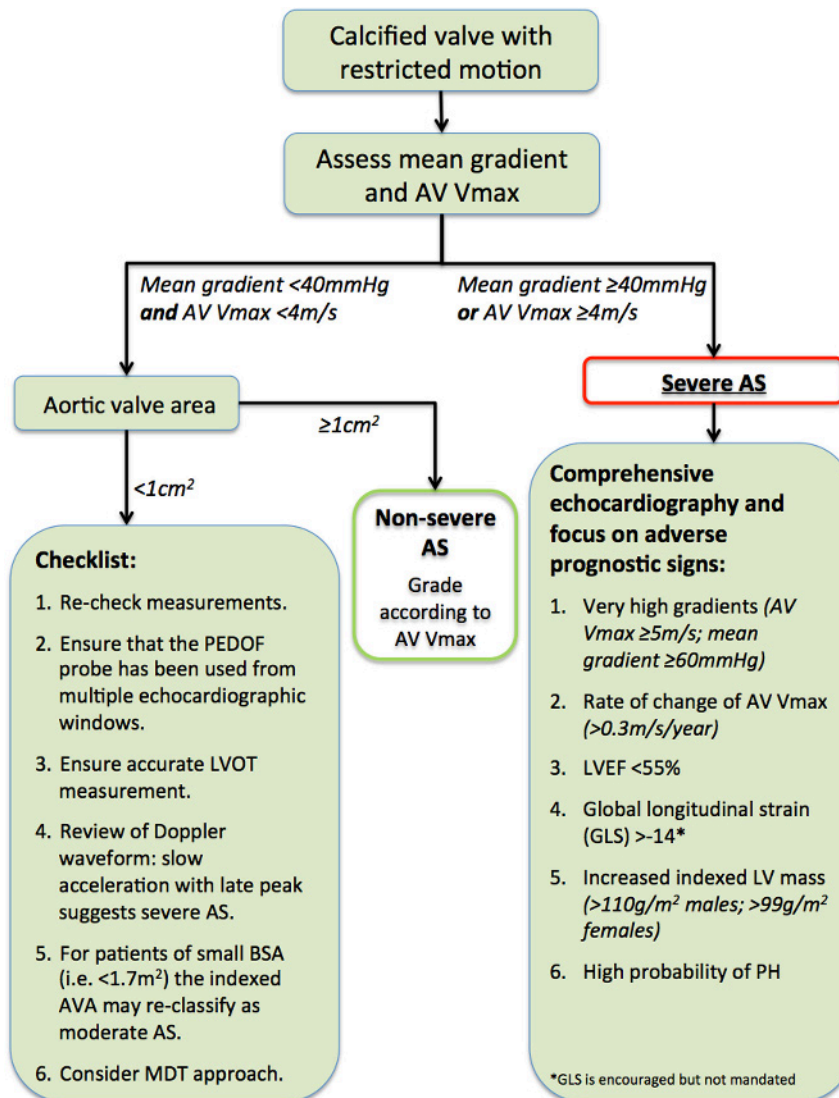 Calcified valve with
restricted motion
Assess mean gradient
and AV Vmax
Mean gradient <40mmHg
and AV Vmax <4m/s
Mean gradient ≥40mmHg
or AV Vmax ≥4m/s
Aortic valve area
≥1cm²
<1cm²
Severe AS
Non-severe
AS
Grade
according to
AV Vmax
Checklist:
1. Re-check measurements.
2. Ensure that the PEDOF
probe has been used from
multiple echocardiographic
windows.
3. Ensure accurate LVOT
measurement.
4. Review of Doppler
waveform: slow
acceleration with late peak
suggests severe AS.
5. For patients of small BSA
(i.e. <1.7m²) the indexed
AVA may re-classify as
moderate AS.
6. Consider MDT approach.
Comprehensive
echocardiography and
focus on adverse
prognostic signs:
1. Very high gradients (AV
Vmax ≥5m/s; mean
gradient ≥60mmHg)
2. Rate of change of AV Vmax
(>0.3m/s/year)
3. LVEF <55%
4. Global longitudinal strain
(GLS) >-14*
5. Increased indexed LV mass
(>110g/m² males; >99g/m²
females)
6. High probability of PH
*GLS is encouraged but not mandated